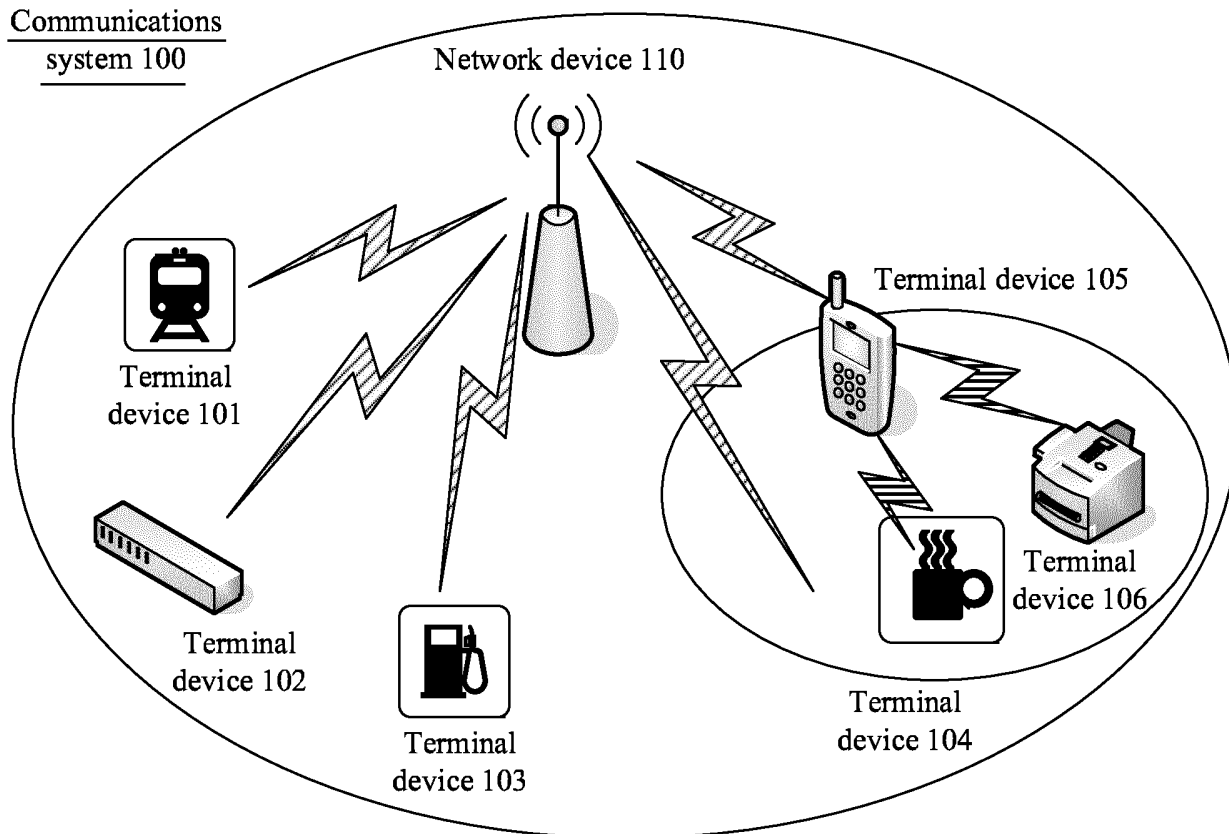 Communications
system 100
Network device 110
Terminal device 105
Terminal
device 101
Terminal
device 106
Terminal
device 102
Terminal
device 104
Terminal
device 103